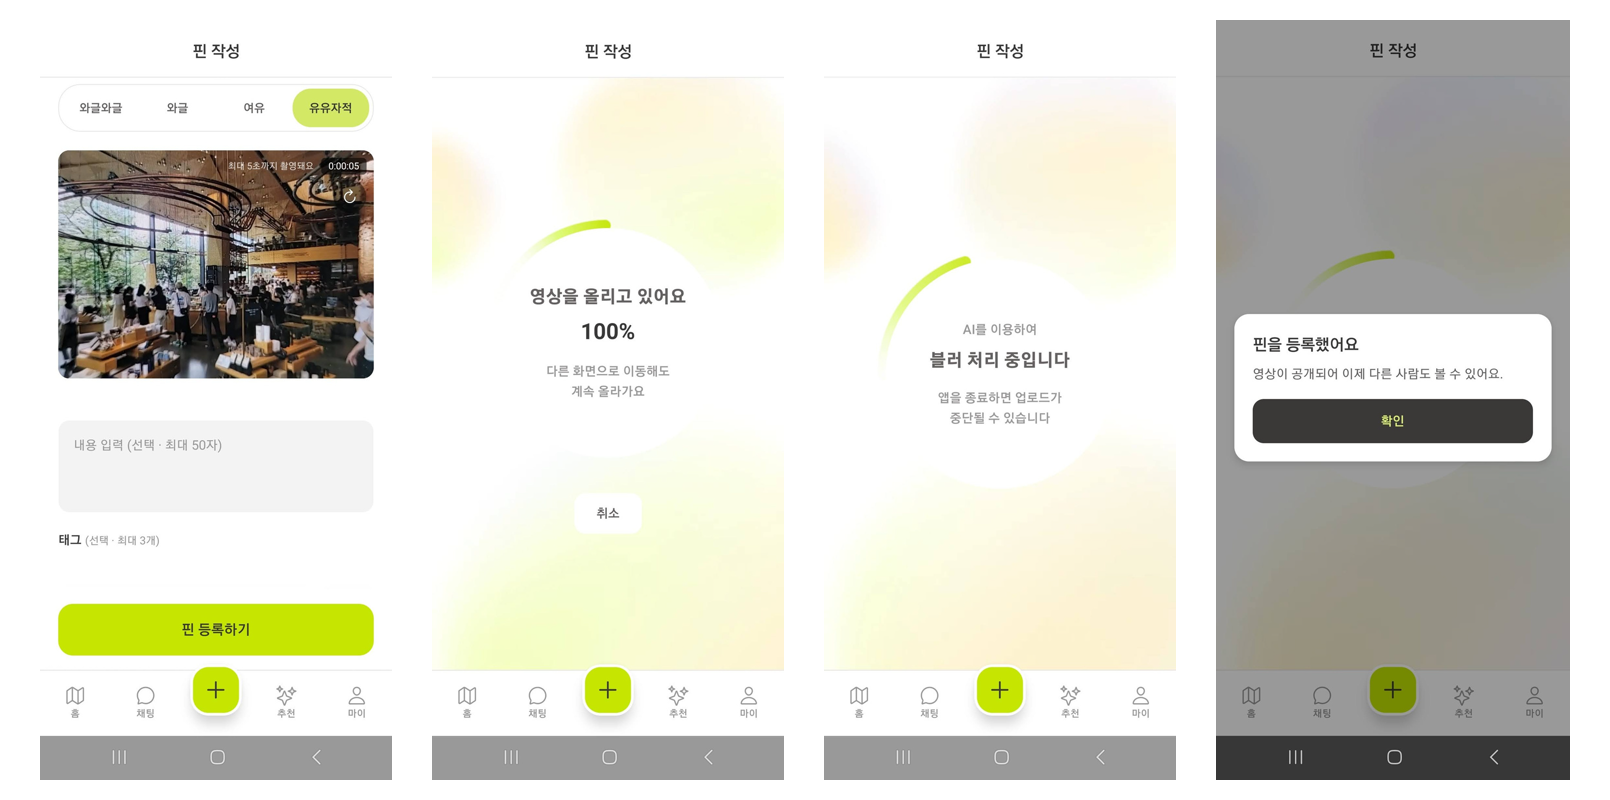 핀 작성
와글와글
와글
여유
유유자적
최대 5초까지 촬영돼요
0:00:05
내용 입력 (선택 · 최대 50자)
태그 (선택 · 최대 3개)
핀 등록하기
홈
채팅
추천
마이
핀 작성
영상을 올리고 있어요
100%
다른 화면으로 이동해도
계속 올라가요
취소
홈
채팅
추천
마이
핀 작성
AI를 이용하여
블러 처리 중입니다
앱을 종료하면 업로드가
중단될 수 있습니다
홈
채팅
추천
마이
핀 작성
핀을 등록했어요
영상이 공개되어 이제 다른 사람도 볼 수 있어요.
확인
홈
채팅
추천
마이